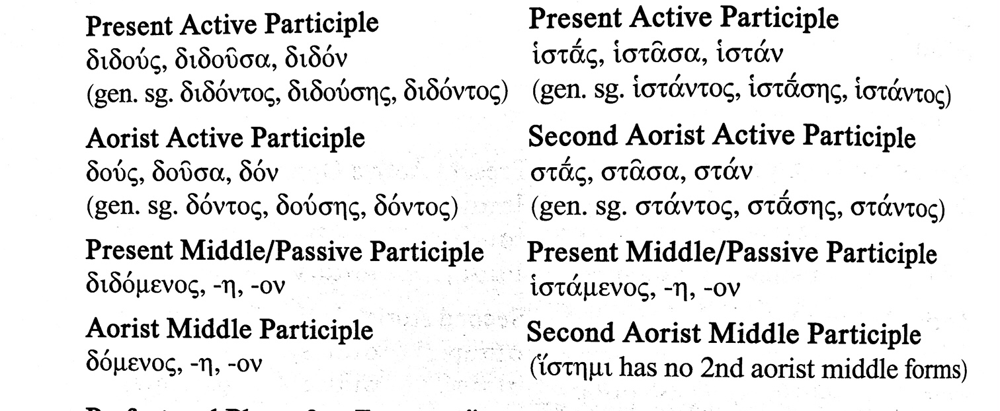 Present Active Participle
διδούς, διδοῦσα, διδόν
(gen. sg. διδόντος, διδούσης, διδόντος)
Aorist Active Participle
δούς, δοῦσα, δόν
(gen. sg. δόντος, δούσης, δόντος)
Present Middle/Passive Participle
διδόμενος, -η, -ον
Aorist Middle Participle
δόμενος, -η, -ον
Present Active Participle
ἱστᾱ́ς, ἱστᾶσα, ἱστάν
(gen. sg. ἱστάντος, ἱστᾱ́σης, ἱστάντος)
Second Aorist Active Participle
στᾱ́ς, στᾶσα, στάν
(gen. sg. στάντος, στᾱ́σης, στάντος)
Present Middle/Passive Participle
ἱστάμενος, -η, -ον
Second Aorist Middle Participle
(ἵστημι has no 2nd aorist middle forms)